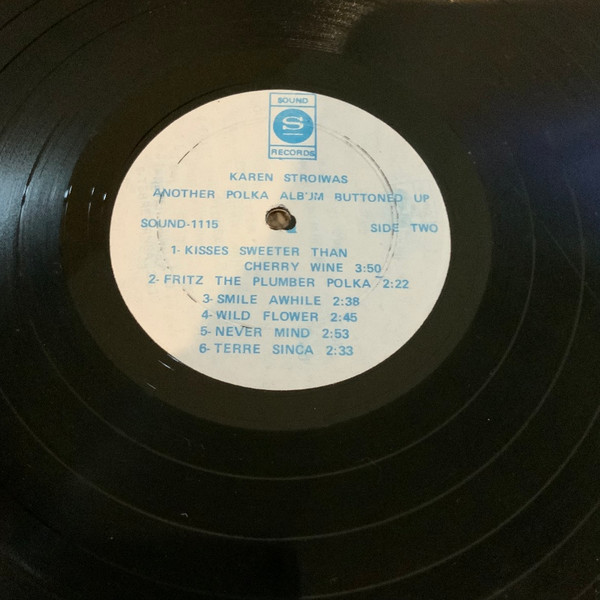 SOUND
S
RECORDS
KAREN STROIWAS
ANOTHER POLKA ALBUM BUTTONED UP
SOUND-1115 SIDE TWO
1- KISSES SWEETER THAN
CHERRY WINE 3:50
2- FRITZ THE PLUMBER POLKA 2:22
3- SMILE AWHILE 2:38
4- WILD FLOWER 2:45
5- NEVER MIND 2:53
6- TERRE SINCA 2:33